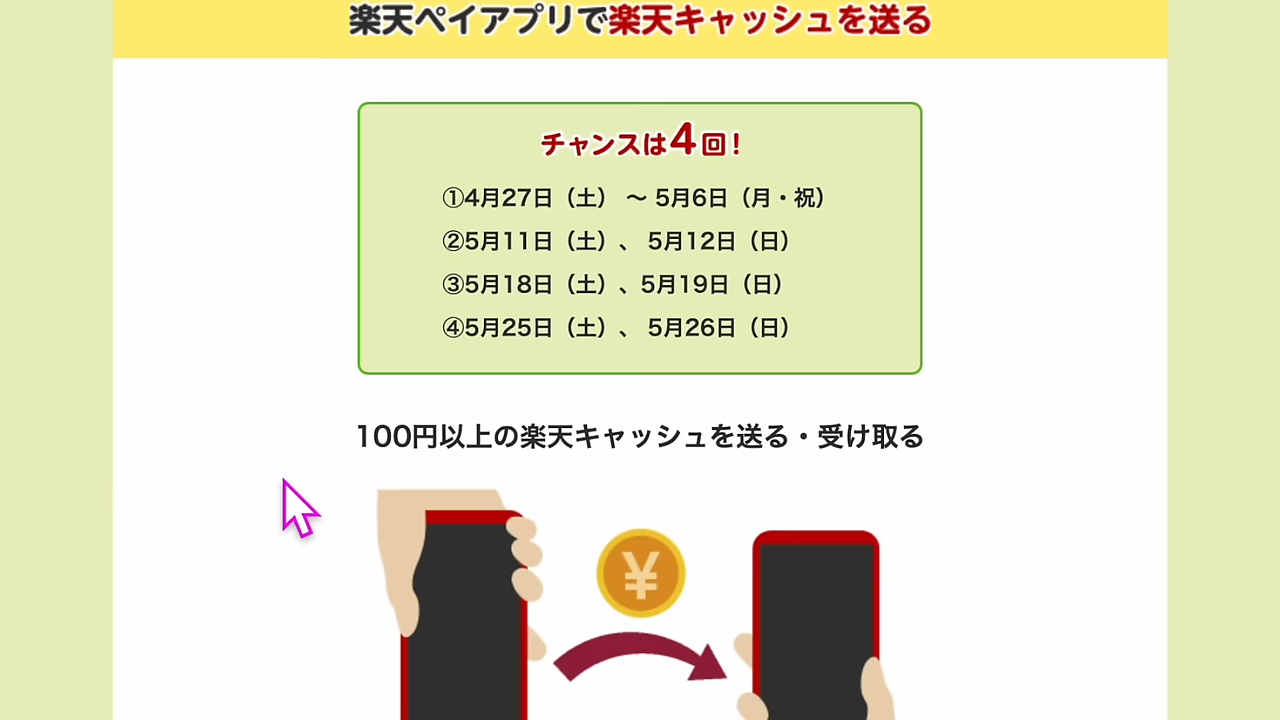 楽天ペイアプリで楽天キャッシュを送る
チャンスは4回！
①4月27日（土） ～ 5月6日（月・祝）
②5月11日（土）、 5月12日（日）
③5月18日（土）、5月19日（日）
④5月25日（土）、 5月26日（日）
100円以上の楽天キャッシュを送る・受け取る
¥